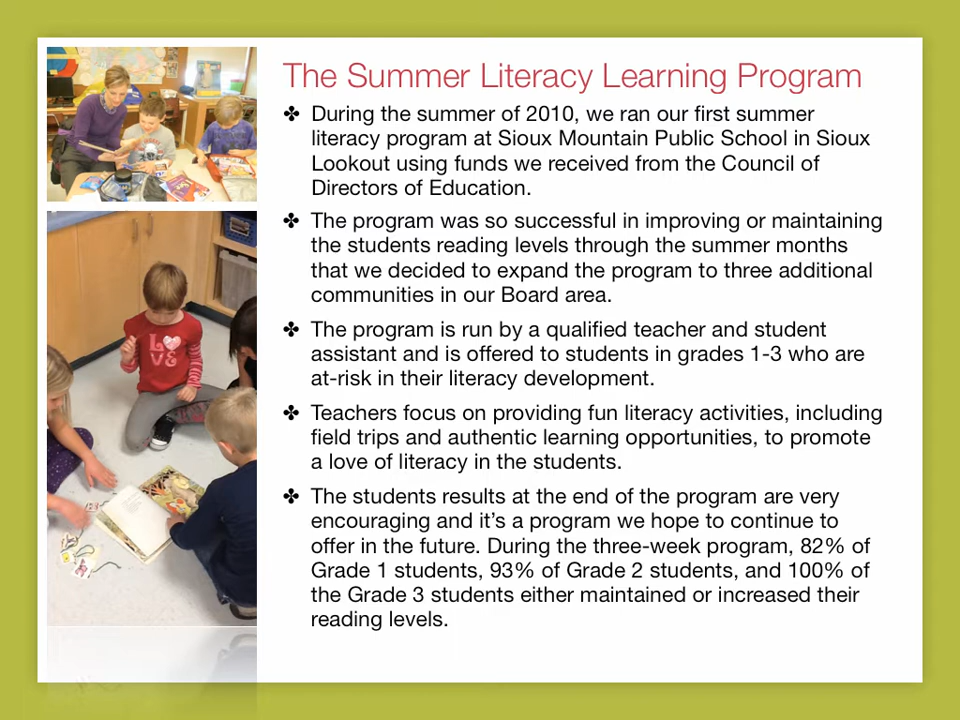 The Summer Literacy Learning Program
✤ During the summer of 2010, we ran our first summer
literacy program at Sioux Mountain Public School in Sioux
Lookout using funds we received from the Council of
Directors of Education.
✤ The program was so successful in improving or maintaining
the students reading levels through the summer months
that we decided to expand the program to three additional
communities in our Board area.
✤ The program is run by a qualified teacher and student
assistant and is offered to students in grades 1-3 who are
at-risk in their literacy development.
✤ Teachers focus on providing fun literacy activities, including
field trips and authentic learning opportunities, to promote
a love of literacy in the students.
✤ The students results at the end of the program are very
encouraging and it’s a program we hope to continue to
offer in the future. During the three-week program, 82% of
Grade 1 students, 93% of Grade 2 students, and 100% of
the Grade 3 students either maintained or increased their
reading levels.
L VE